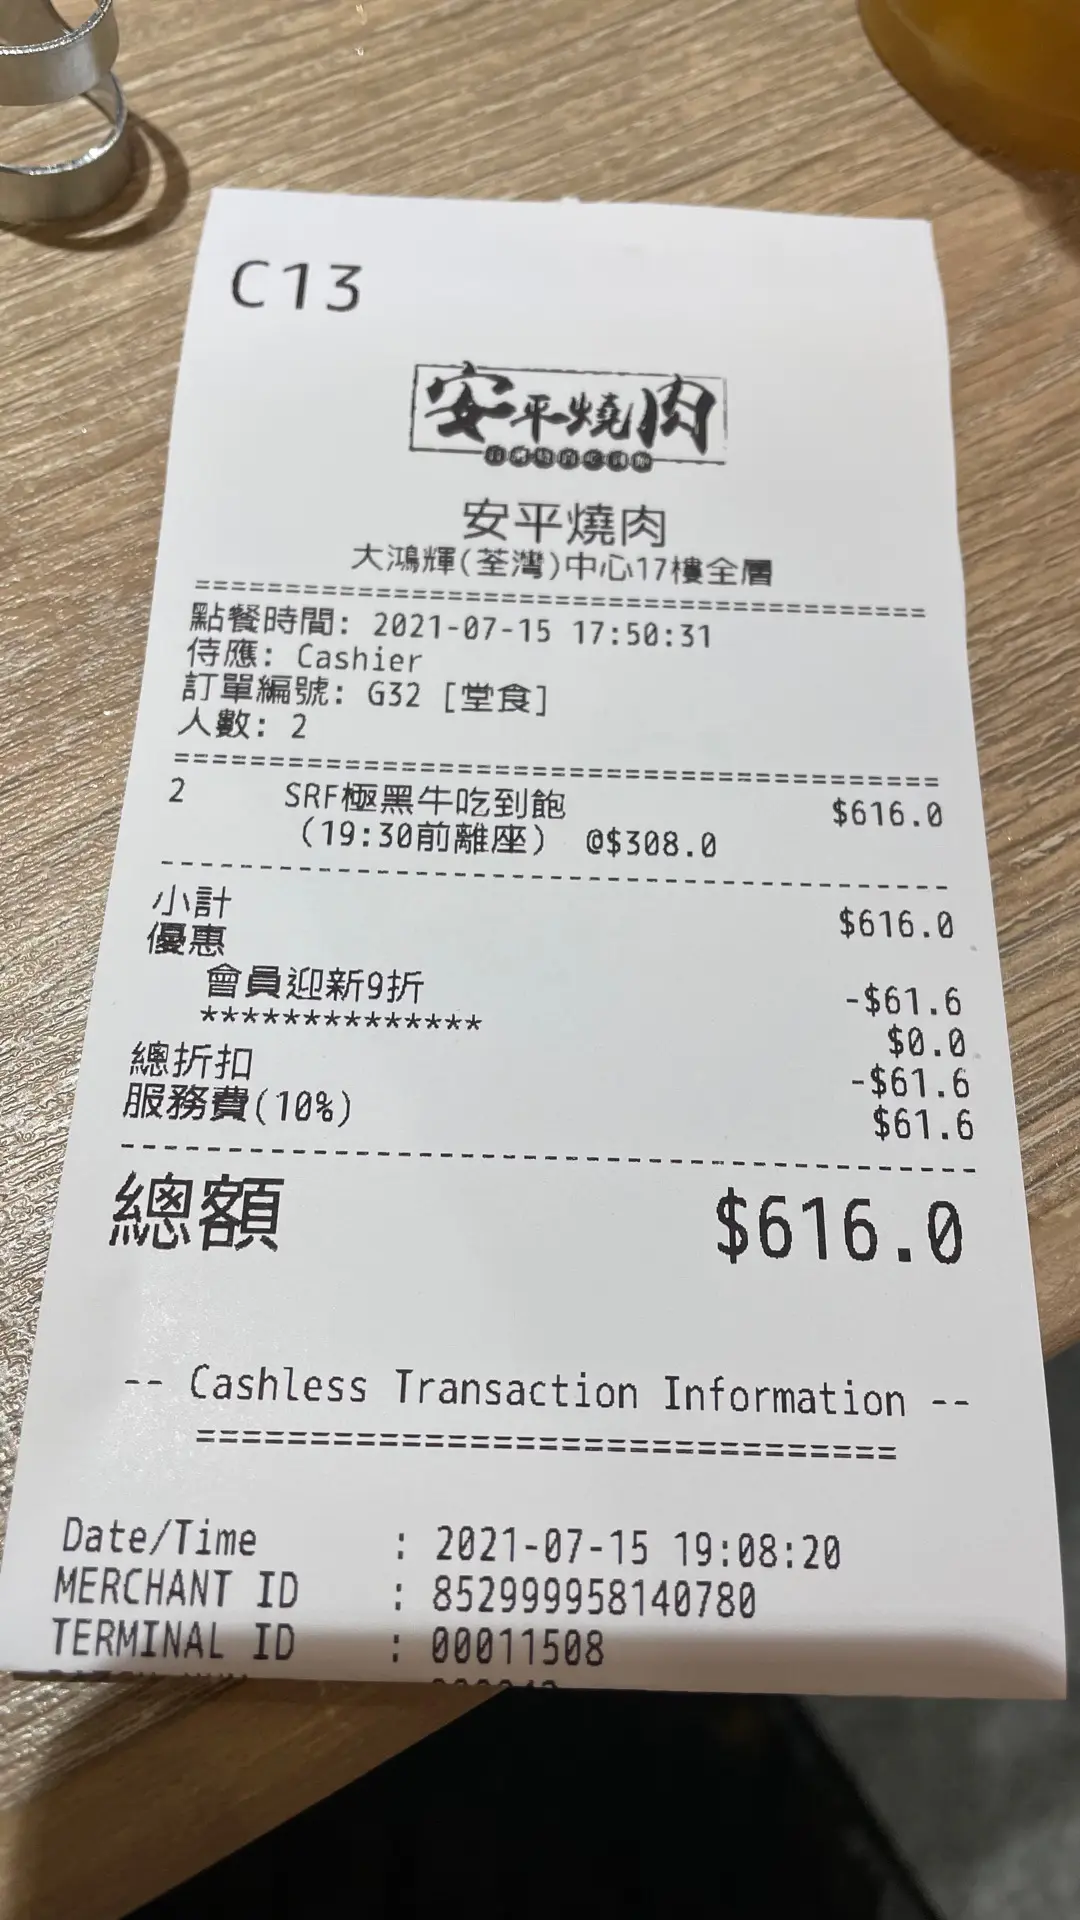 C13
安平燒肉
安平燒肉
大鴻輝(荃灣)中心17樓全層
========================================
點餐時間: 2021-07-15 17:50:31
侍應: Cashier
訂單編號: G32 [堂食]
人數: 2
========================================
2 SRF極黑牛吃到飽 $616.0
(19:30前離座) @$308.0
----------------------------------------
小計 $616.0
優惠
會員迎新9折 -$61.6
************** $0.0
總折扣 -$61.6
服務費(10%) $61.6
----------------------------------------
總額 $616.0
-- Cashless Transaction Information --
================================
Date/Time : 2021-07-15 19:08:20
MERCHANT ID : 852999958140780
TERMINAL ID : 00011508